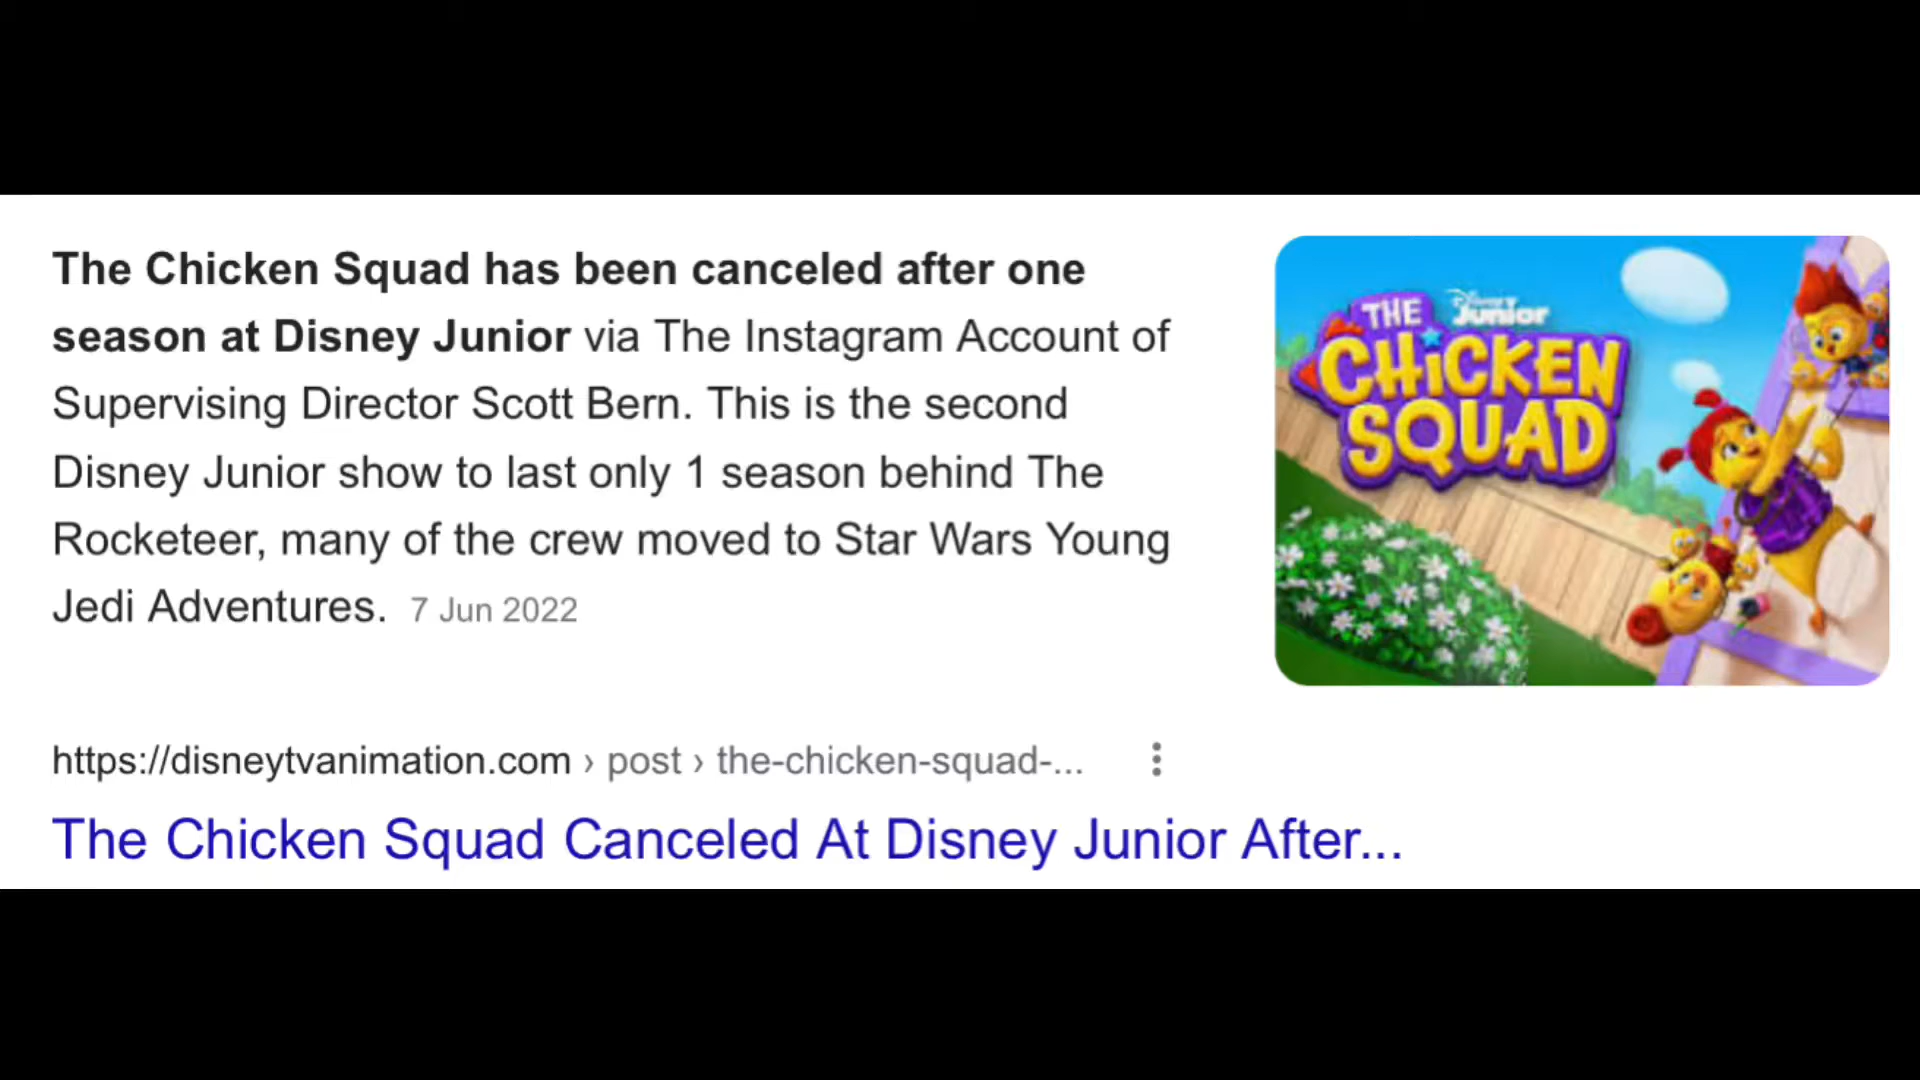 The Chicken Squad has been canceled after one
season at Disney Junior via The Instagram Account of
Supervising Director Scott Bern. This is the second
Disney Junior show to last only 1 season behind The
Rocketeer, many of the crew moved to Star Wars Young
Jedi Adventures. 7 Jun 2022
THE Disney Junior
CHiCKEN
SQUAD
https://disneytvanimation.com › post › the-chicken-squad-...
The Chicken Squad Canceled At Disney Junior After...